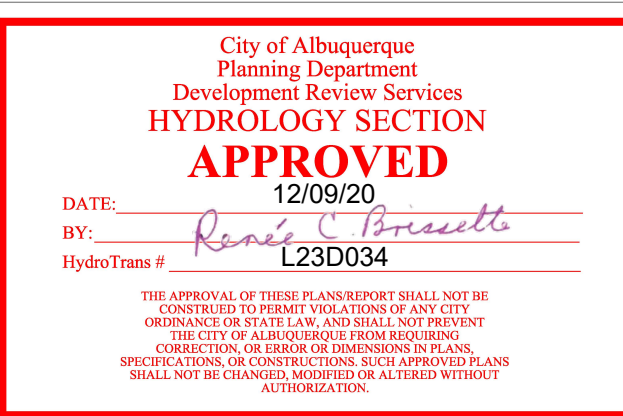 City of Albuquerque
Planning Department
Development Review Services
HYDROLOGY SECTION
APPROVED
DATE: 12/09/20
BY: Renée C. Brissette
HydroTrans # L23D034
THE APPROVAL OF THESE PLANS/REPORT SHALL NOT BE
CONSTRUED TO PERMIT VIOLATIONS OF ANY CITY
ORDINANCE OR STATE LAW, AND SHALL NOT PREVENT
THE CITY OF ALBUQUERQUE FROM REQUIRING
CORRECTION, OR ERROR OR DIMENSIONS IN PLANS,
SPECIFICATIONS, OR CONSTRUCTIONS. SUCH APPROVED PLANS
SHALL NOT BE CHANGED, MODIFIED OR ALTERED WITHOUT
AUTHORIZATION.